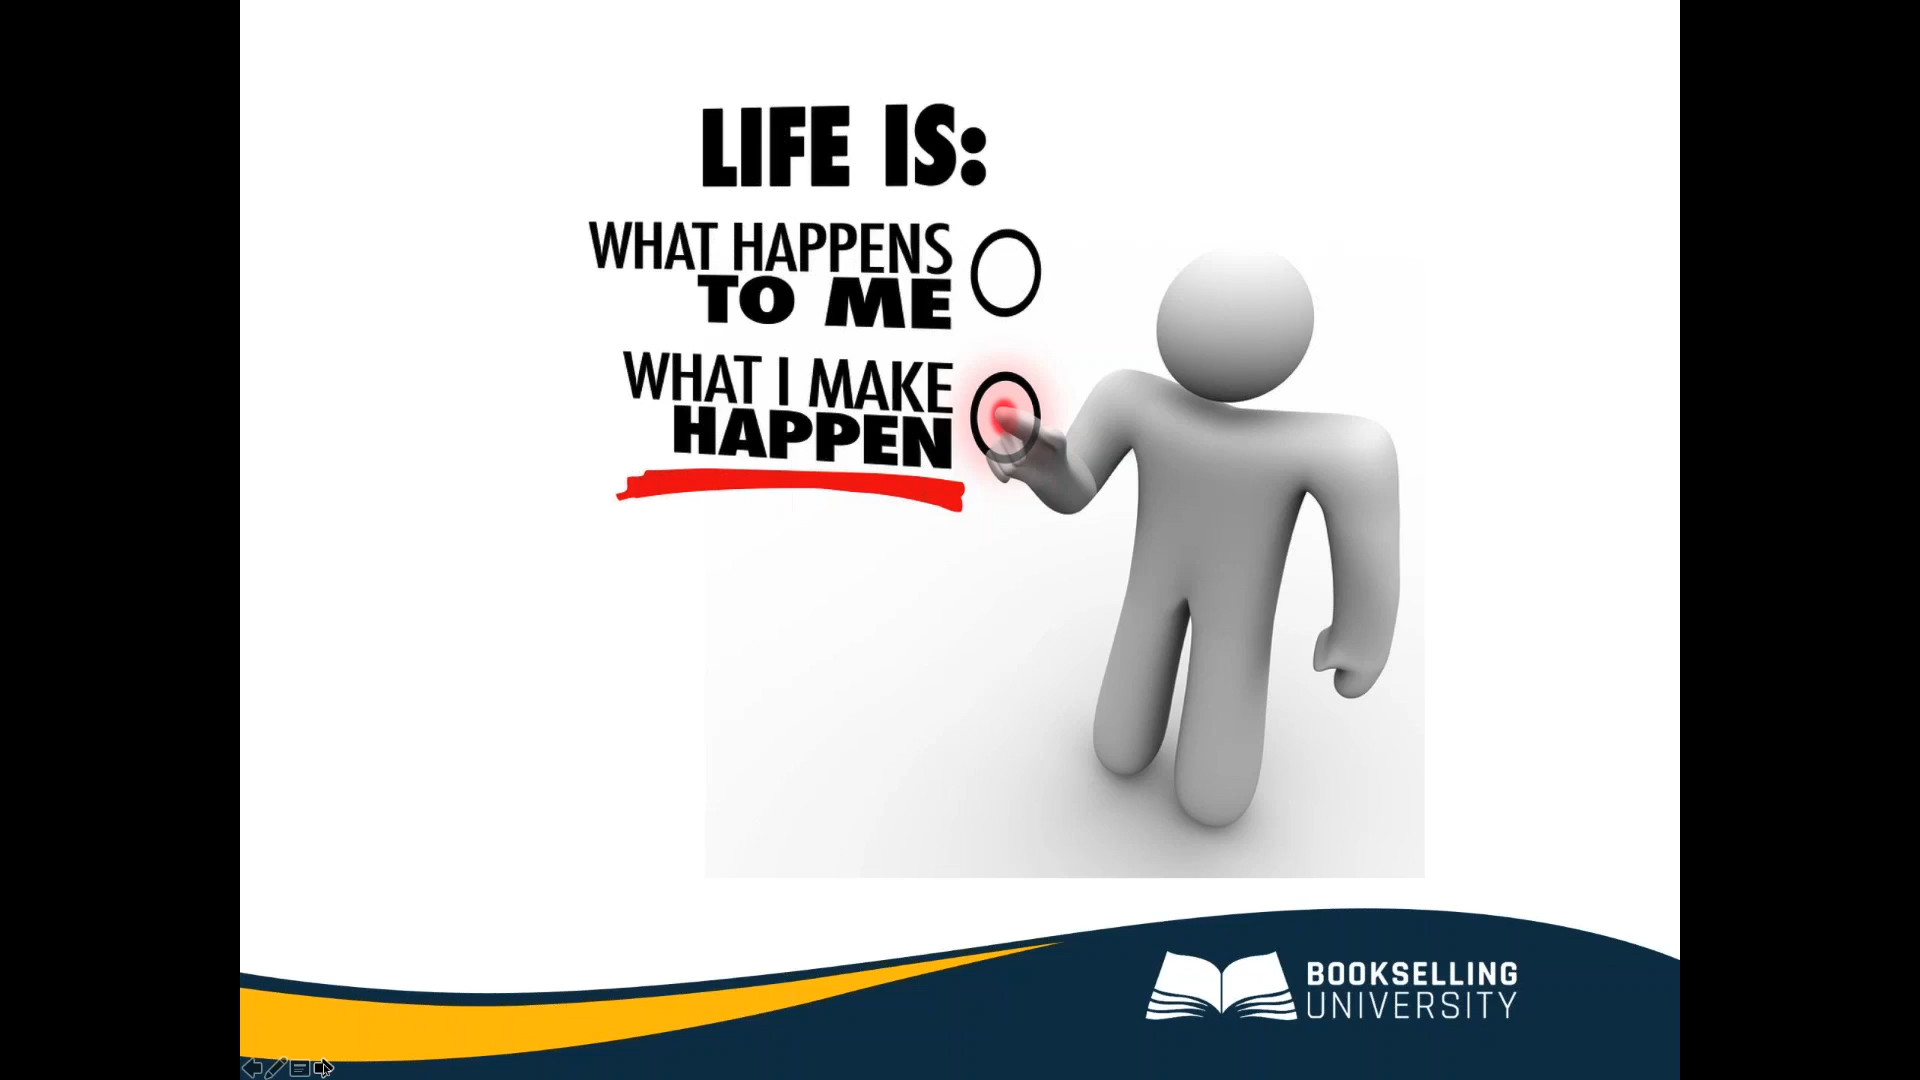 LIFE IS:
WHAT HAPPENS
TO ME
WHAT I MAKE
HAPPEN
BOOKSELLING
UNIVERSITY